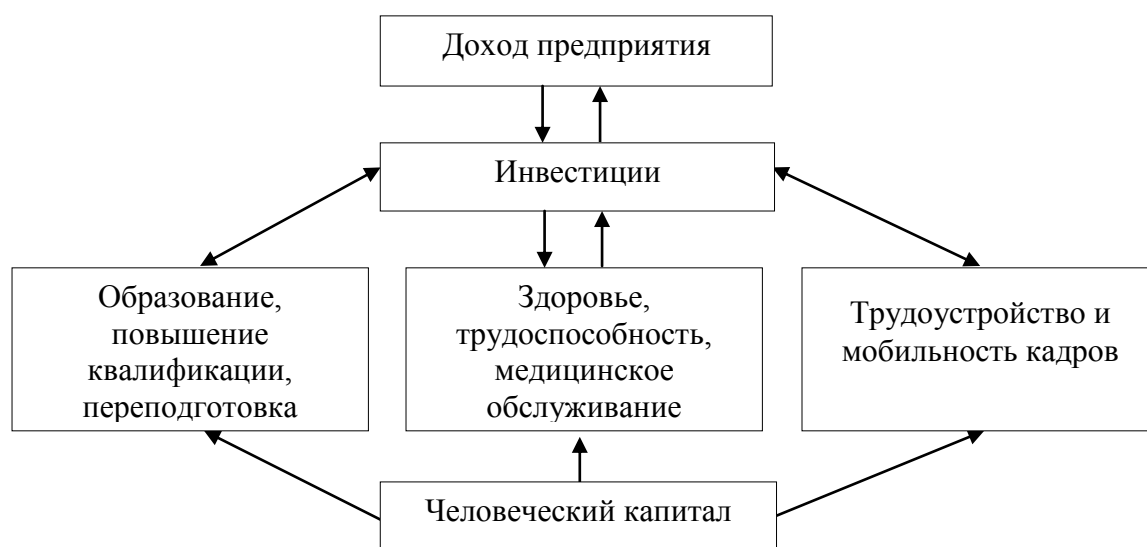 Доход предприятия
Инвестиции
Образование,
повышение
квалификации,
переподготовка
Здоровье,
трудоспособность,
медицинское
обслуживание
Трудоустройство и
мобильность кадров
Человеческий капитал